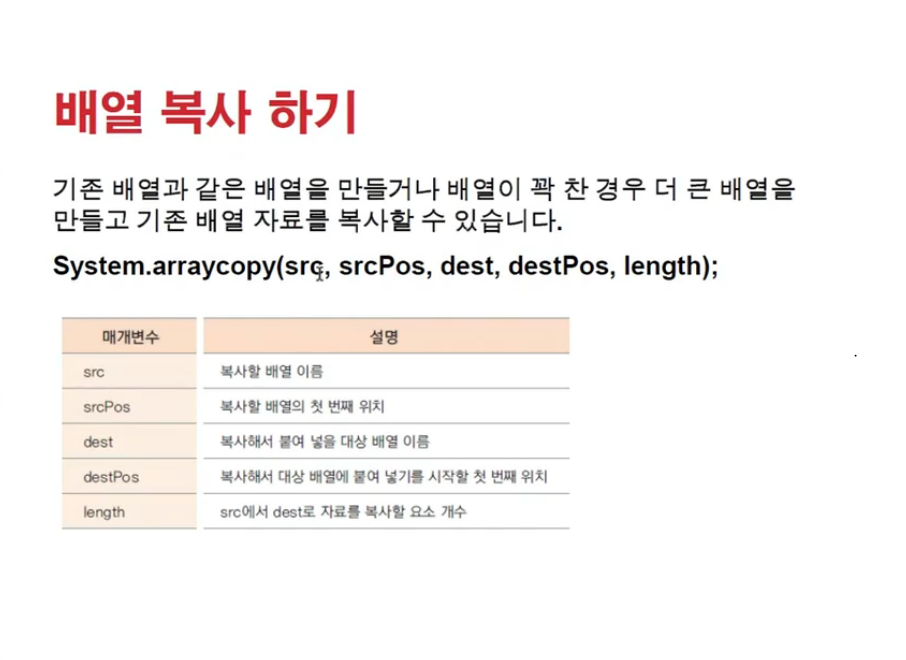 배열 복사 하기
기존 배열과 같은 배열을 만들거나 배열이 꽉 찬 경우 더 큰 배열을
만들고 기존 배열 자료를 복사할 수 있습니다.
System.arraycopy(src, srcPos, dest, destPos, length);
매개변수 설명
src 복사할 배열 이름
srcPos 복사할 배열의 첫 번째 위치
dest 복사해서 붙여 넣을 대상 배열 이름
destPos 복사해서 대상 배열에 붙여 넣기를 시작할 첫 번째 위치
length src에서 dest로 자료를 복사할 요소 개수